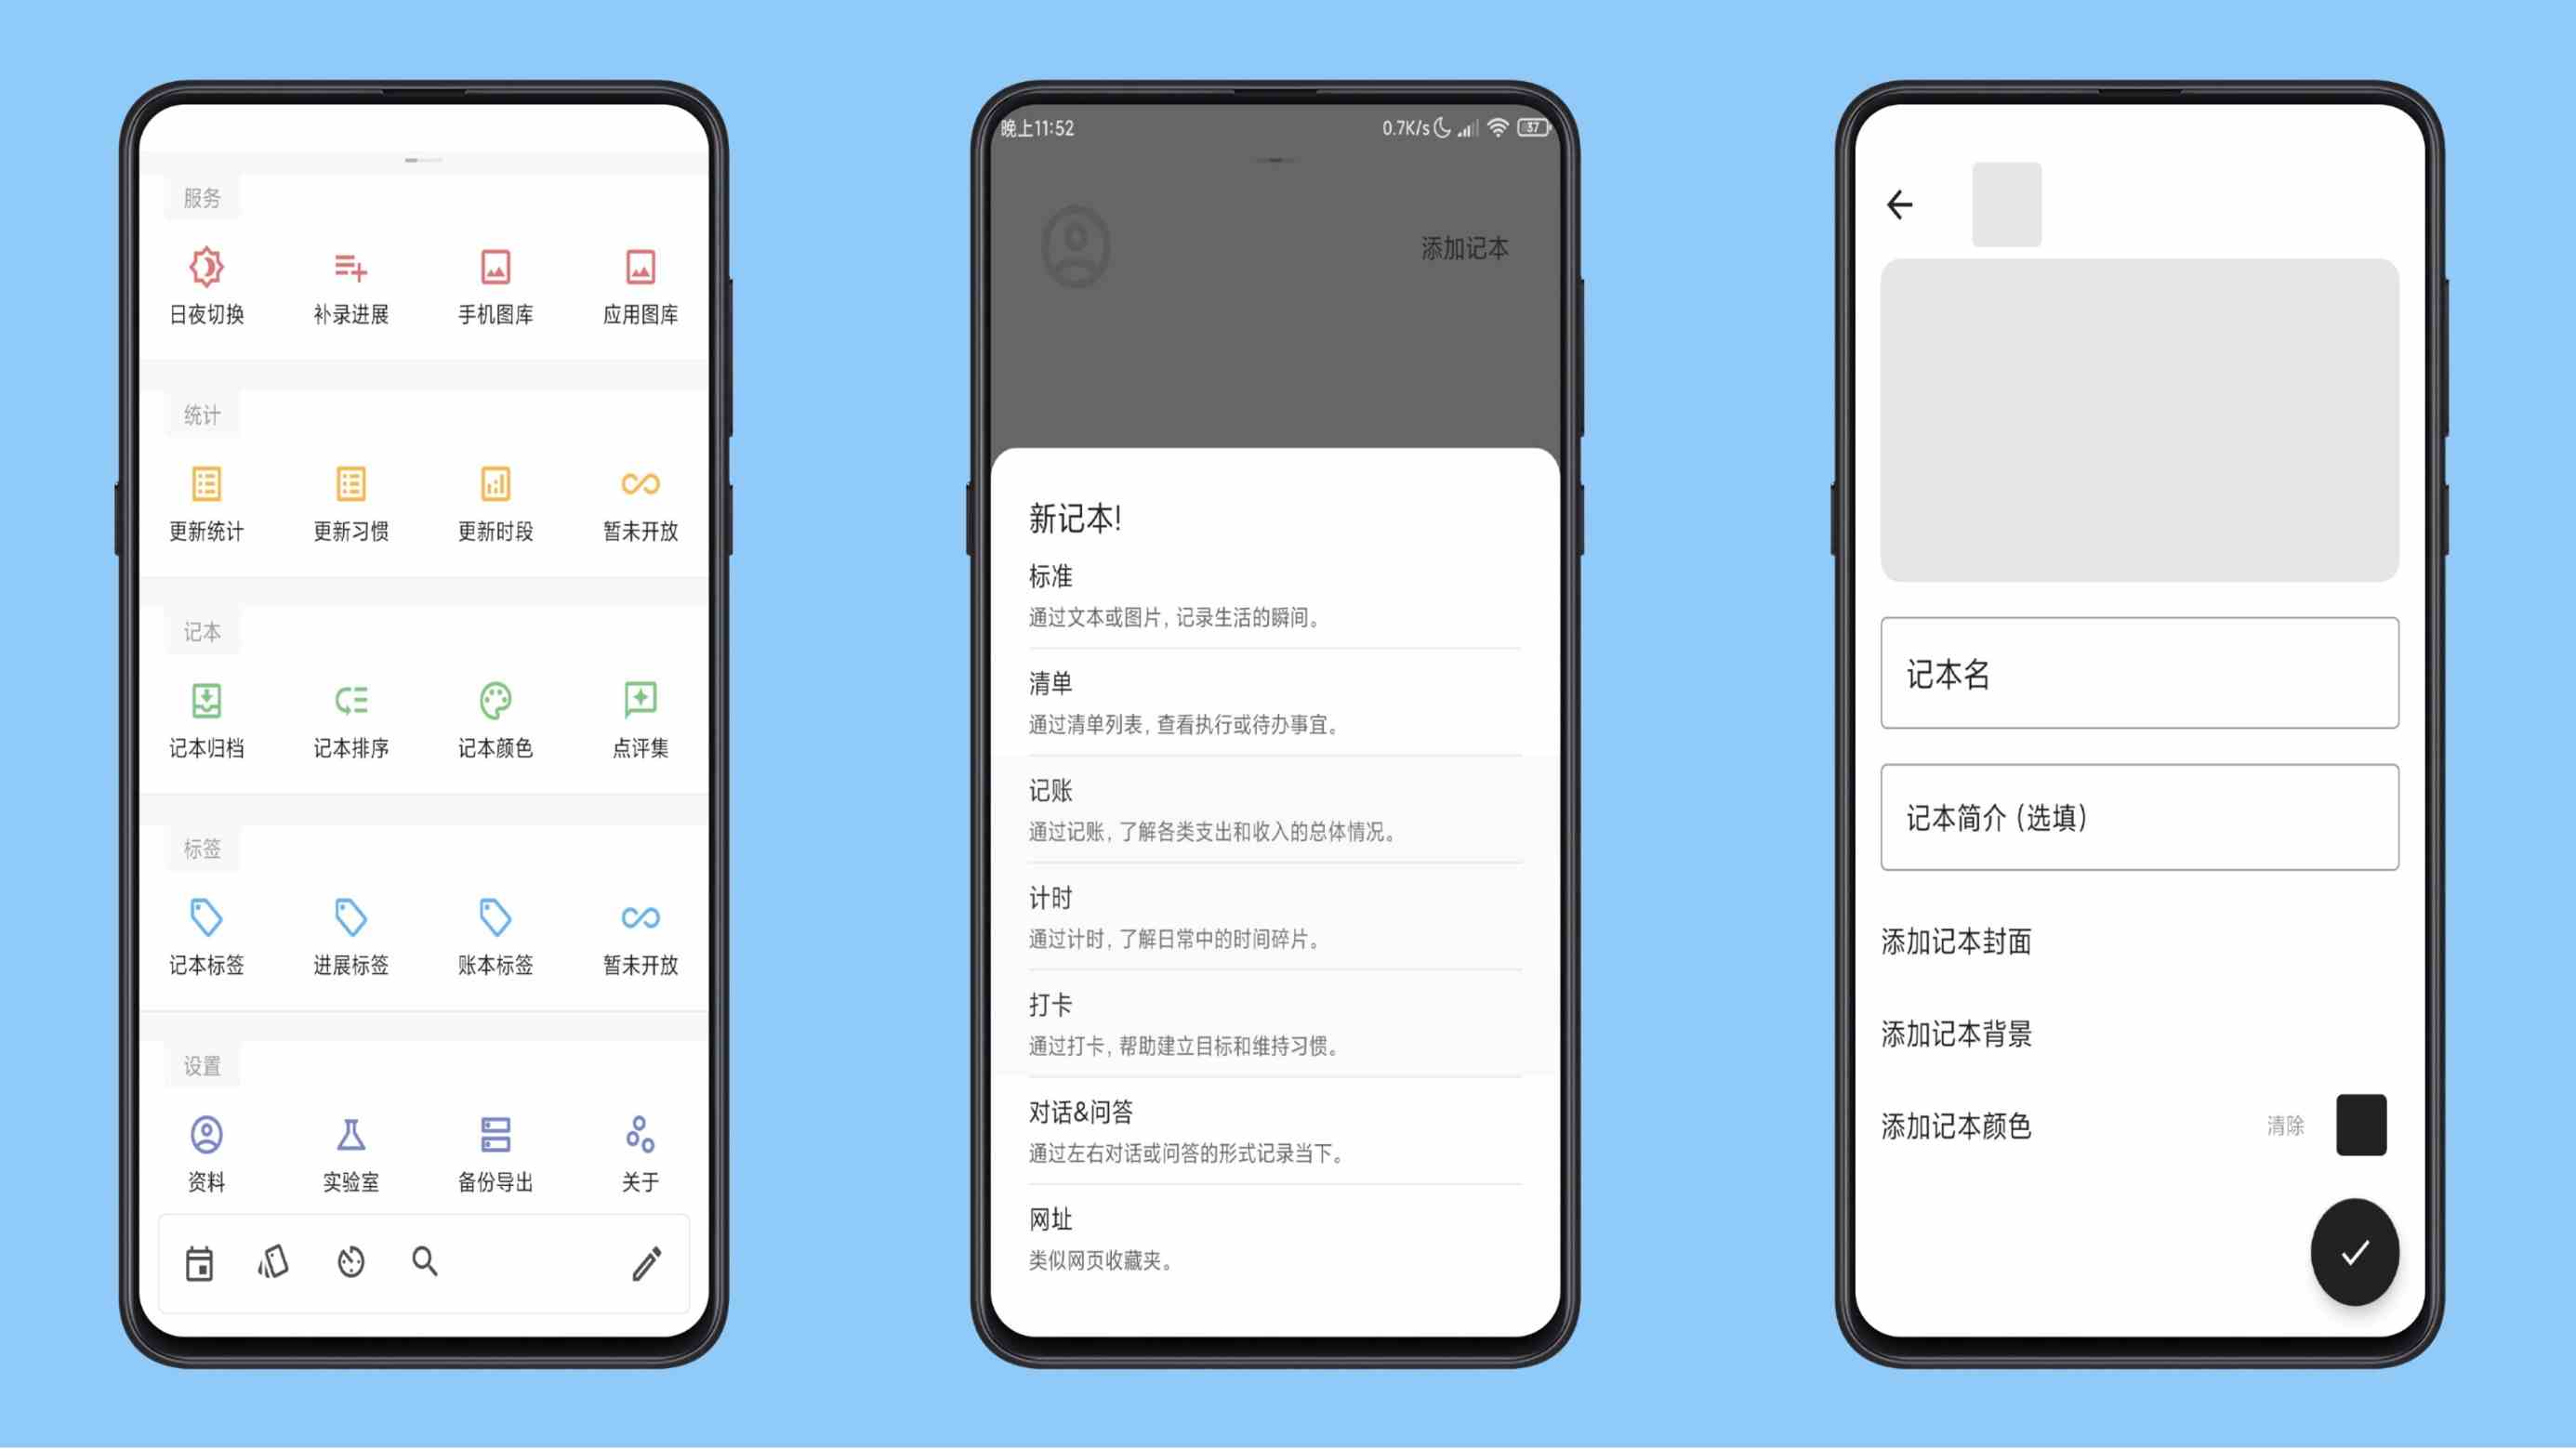 服务
日夜切换 补录进展 手机图库 应用图库
统计
更新统计 更新习惯 更新时段 暂未开放
记本
记本归档 记本排序 记本颜色 点评集
标签
记本标签 进展标签 账本标签 暂未开放
设置
资料 实验室 备份导出 关于
晚上11:52 0.7K/s 37
添加记本
新记本!
标准
通过文本或图片,记录生活的瞬间。
清单
通过清单列表,查看执行或待办事宜。
记账
通过记账,了解各类支出和收入的总体情况。
计时
通过计时,了解日常中的时间碎片。
打卡
通过打卡,帮助建立目标和维持习惯。
对话&问答
通过左右对话或问答的形式记录当下。
网址
类似网页收藏夹。
记本名
记本简介 (选填)
添加记本封面
添加记本背景
添加记本颜色 清除